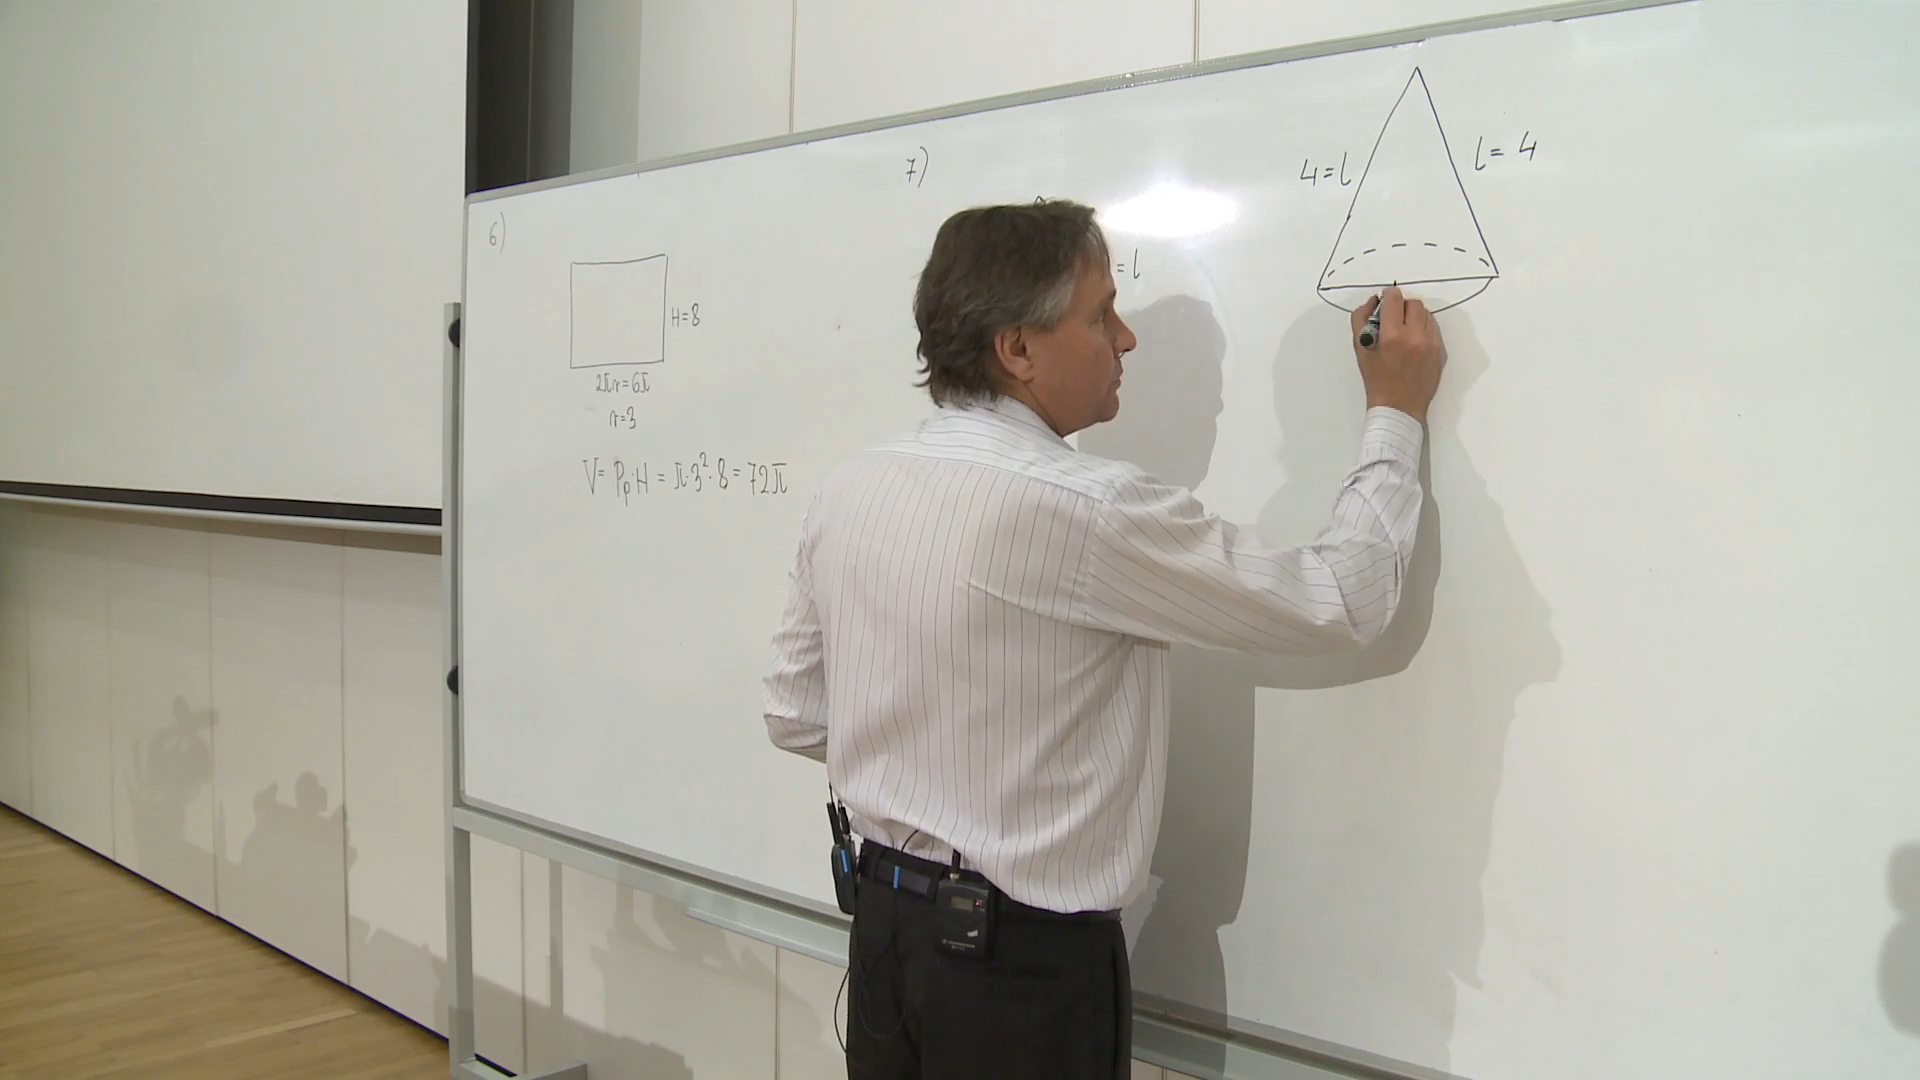 6)
H=8
2πr=6π
r=3
V= Pp·H = π·3²·8=72π
7)
=l
4=l
l=4